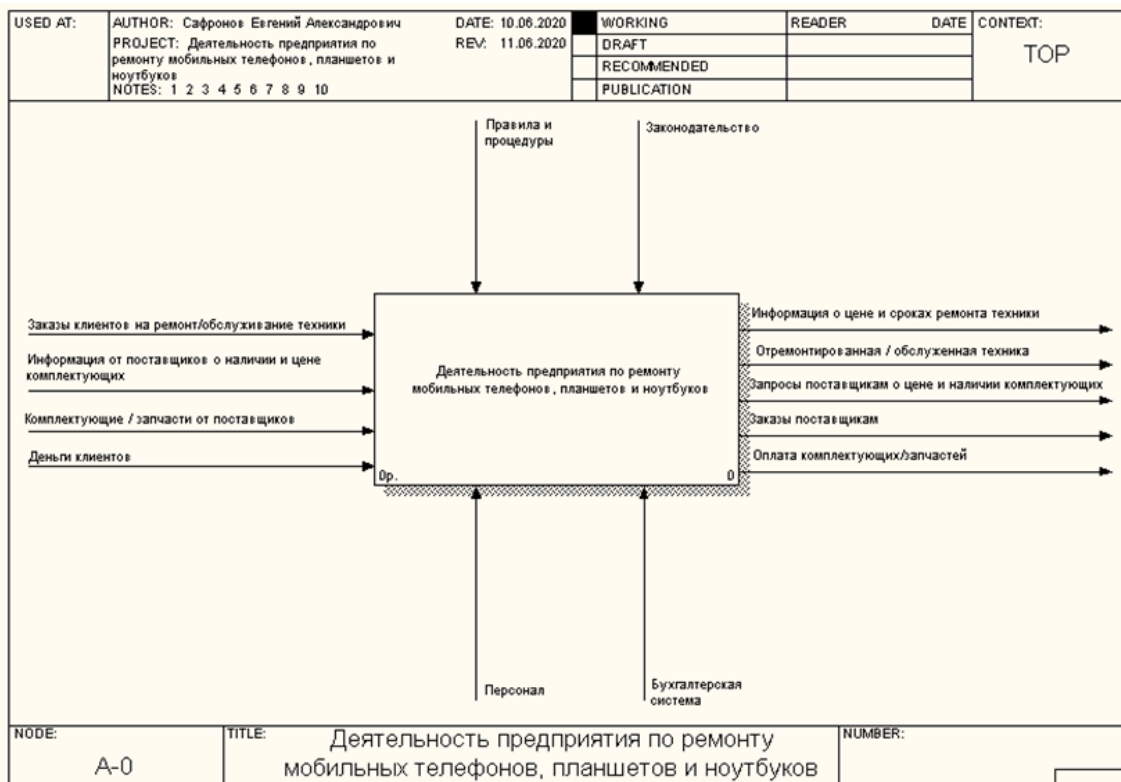 USED AT:
AUTHOR: Сафронов Евгений Александрович
DATE: 10.06.2020
PROJECT: Деятельность предприятия по
ремонту мобильных телефонов, планшетов и
ноутбуков
REV: 11.06.2020
NOTES: 1 2 3 4 5 6 7 8 9 10
WORKING
DRAFT
RECOMMENDED
PUBLICATION
READER DATE
CONTEXT:
TOP
Правила и
процедуры
Законодательство
Заказы клиентов на ремонт/обслуживание техники
Информация от поставщиков о наличии и цене
комплектующих
Комплектующие / запчасти от поставщиков
Деньги клиентов
Деятельность предприятия по ремонту
мобильных телефонов, планшетов и ноутбуков
0р. 0
Информация о цене и сроках ремонта техники
Отремонтированная / обслуженная техника
Запросы поставщикам о цене и наличии комплектующих
Заказы поставщикам
Оплата комплектующих/запчастей
Персонал
Бухгалтерская
система
NODE:
A-0
TITLE:
Деятельность предприятия по ремонту
мобильных телефонов, планшетов и ноутбуков
NUMBER: